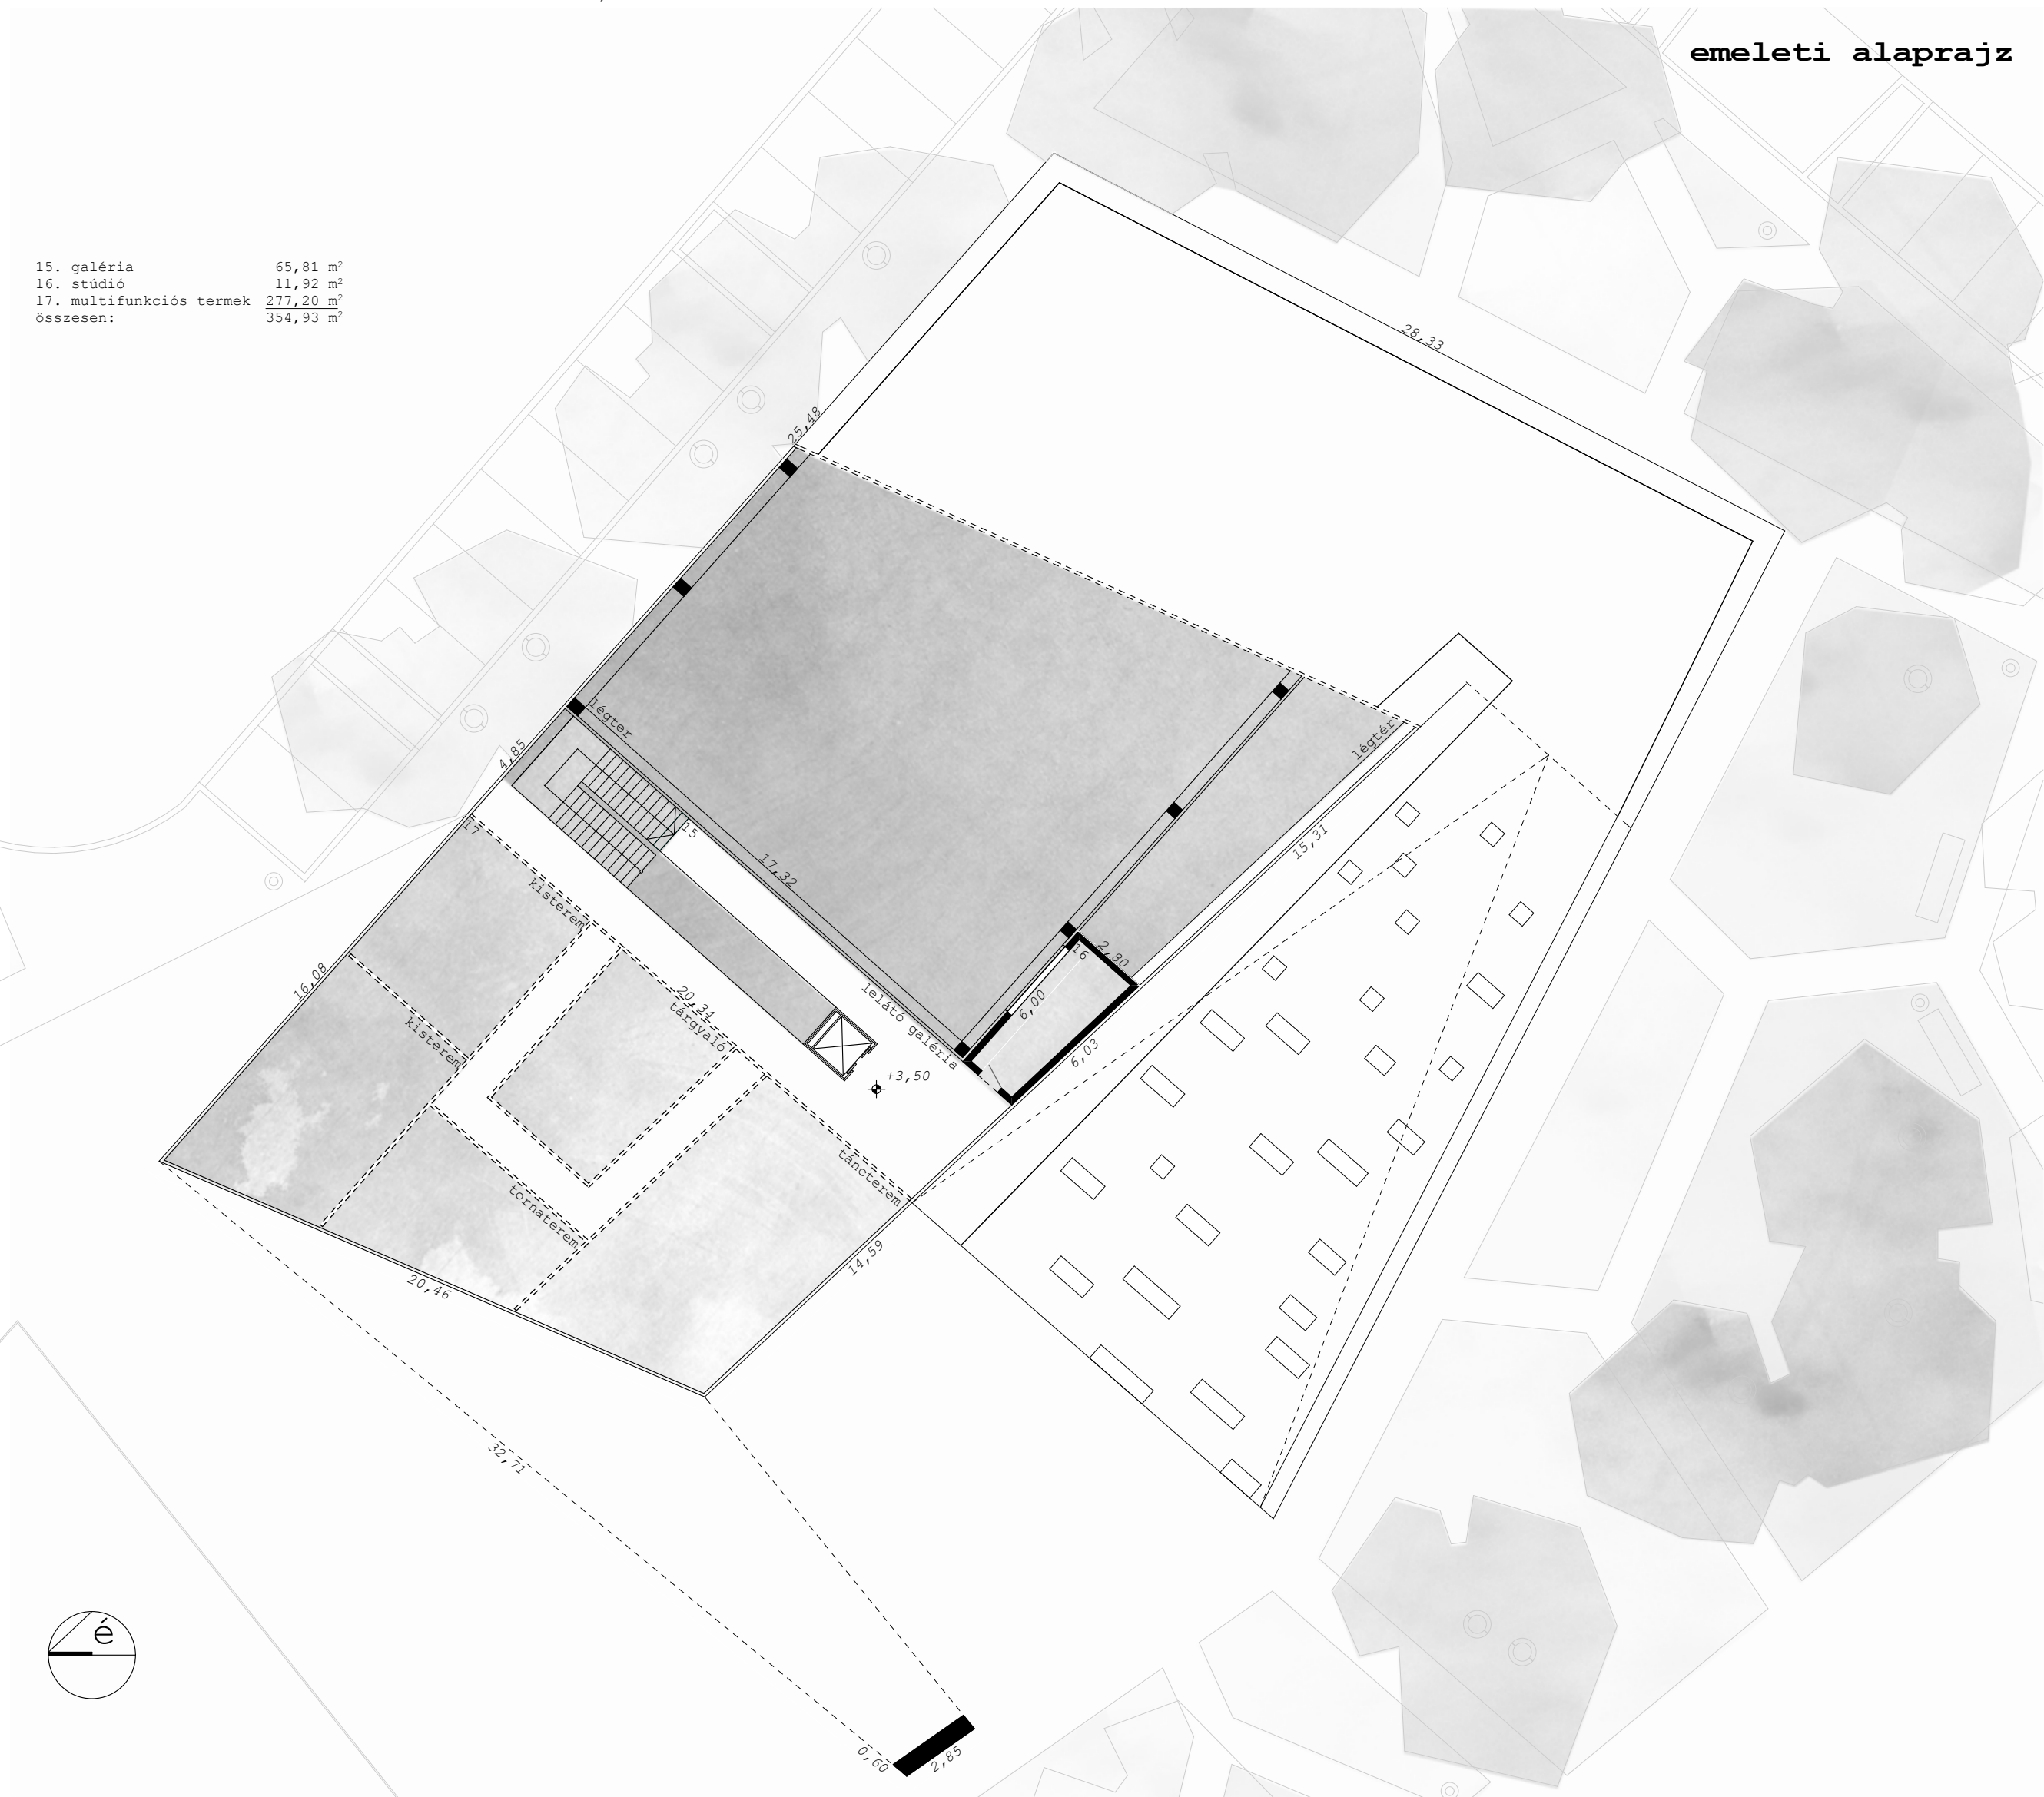 emeleti alaprajz
15. galéria 65,81 m²
16. stúdió 11,92 m²
17. multifunkciós termek 277,20 m²
összesen: 354,93 m²
28,33
25,48
légtér
légtér
4,85
15
17,32
15,31
17
kisterem
2,80
16
16,08
6,00
20,34
tárgyaló
lelátó galéria
kisterem
6,03
+3,50
táncterem
tornaterem
14,59
20,46
32,71
é
0,60
2,85